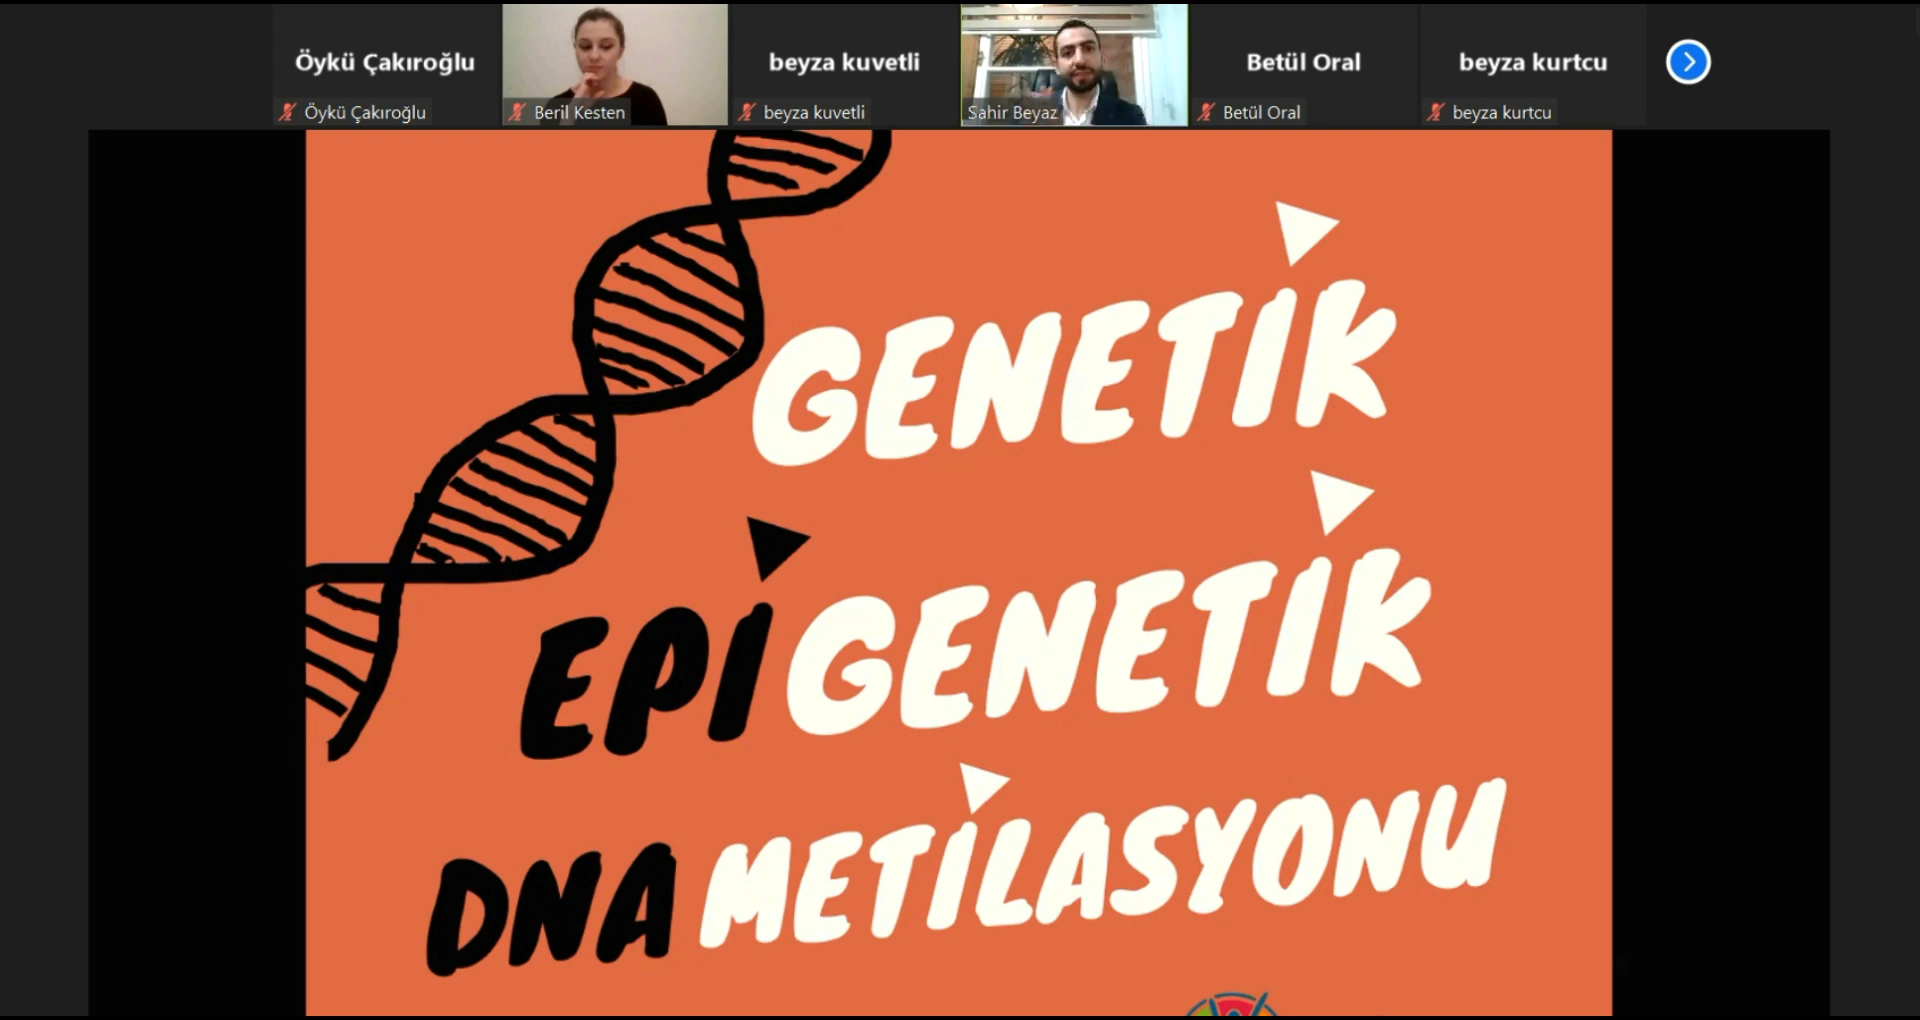 Öykü Çakıroğlu
beyza kuvetli
Betül Oral
beyza kurtcu
Öykü Çakıroğlu
Beril Kesten
beyza kuvetli
Sahir Beyaz
Betül Oral
beyza kurtcu
GENETİK
EPİGENETİK
DNA METİLASYONU